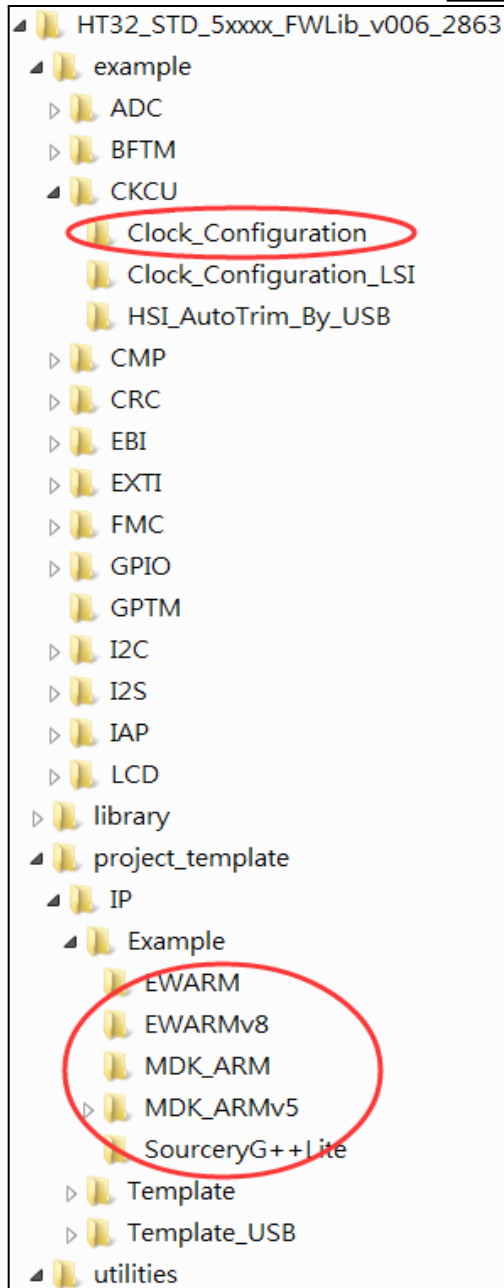 HT32_STD_5xxxx_FWLib_v006_2863
example
ADC
BFTM
CKCU
Clock_Configuration
Clock_Configuration_LSI
HSI_AutoTrim_By_USB
CMP
CRC
EBI
EXTI
FMC
GPIO
GPTM
I2C
I2S
IAP
LCD
library
project_template
IP
Example
EWARM
EWARMv8
MDK_ARM
MDK_ARMv5
SourceryG++Lite
Template
Template_USB
utilities